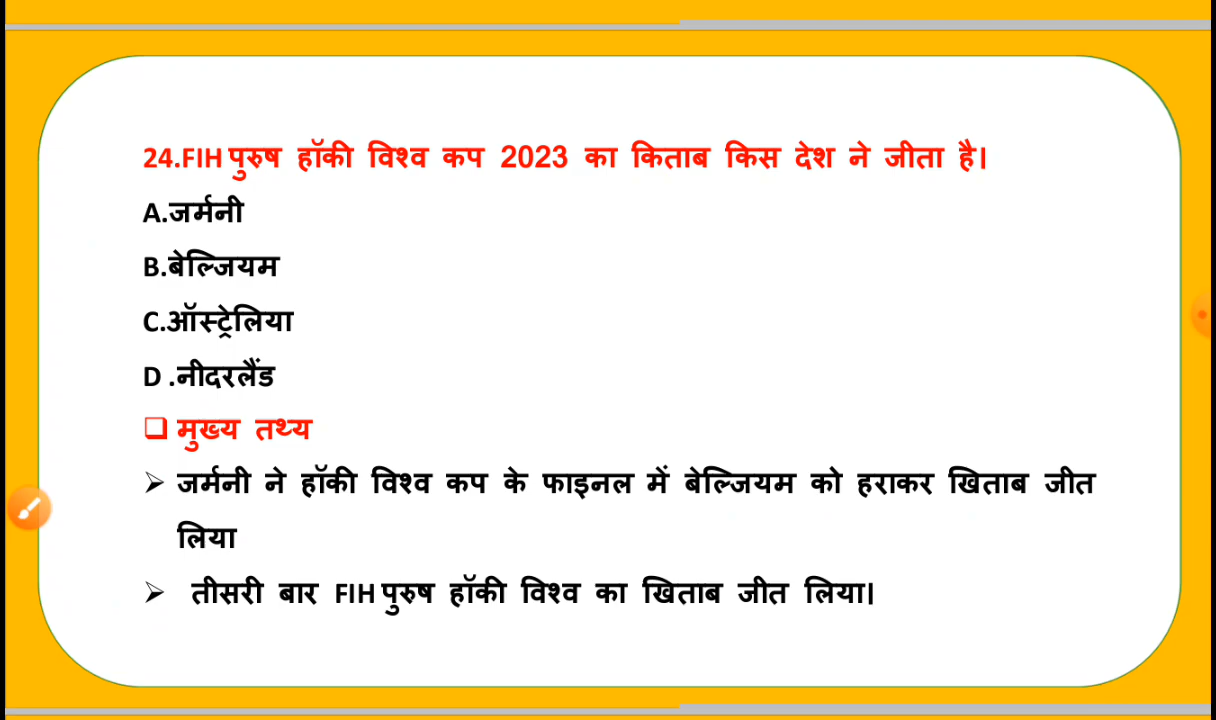 24.FIH पुरुष हॉकी विश्व कप 2023 का किताब किस देश ने जीता है।
A.जर्मनी
B.बेल्जियम
C.ऑस्ट्रेलिया
D .नीदरलैंड
❑ मुख्य तथ्य
➢ जर्मनी ने हॉकी विश्व कप के फाइनल में बेल्जियम को हराकर खिताब जीत
लिया
➢ तीसरी बार FIH पुरुष हॉकी विश्व का खिताब जीत लिया।